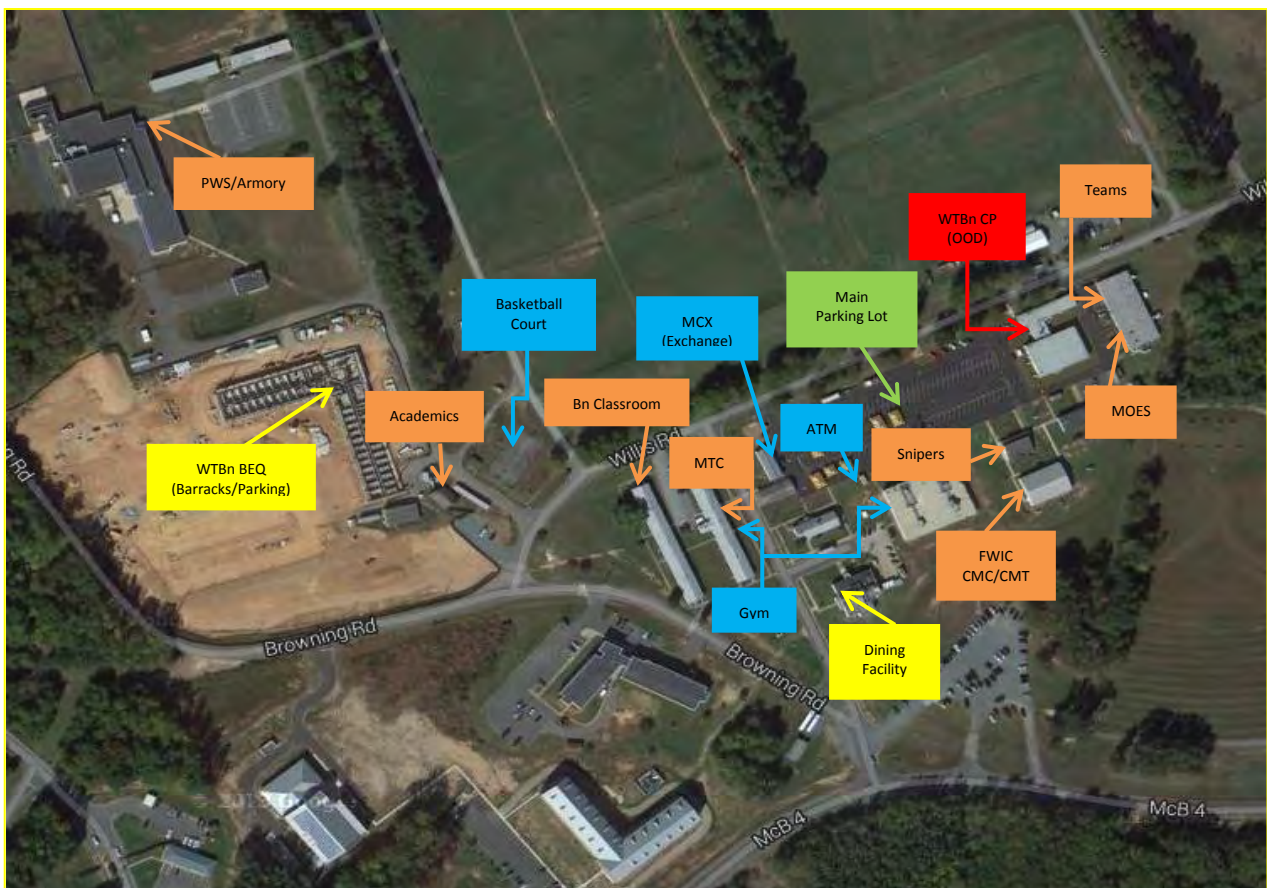 PWS/Armory
Teams
WTBn CP
(OOD)
Main
Parking Lot
Basketball
Court
MCX
(Exchange)
Bn Classroom
Academics
ATM
MOES
Snipers
MTC
Willis Rd
WTBn BEQ
(Barracks/Parking)
FWIC
CMC/CMT
Gym
Dining
Facility
Browning Rd
Browning Rd
McB 4
McB 4